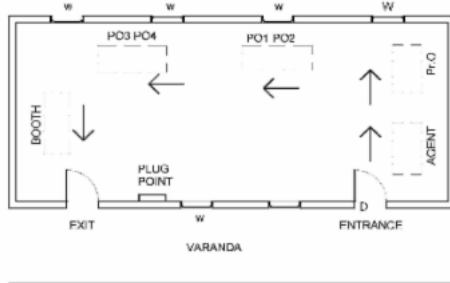 w
w
w
W
PO3 PO4
PO1 PO2
Pr.O
BOOTH
AGENT
PLUG
POINT
D
w
EXIT
ENTRANCE
VARANDA